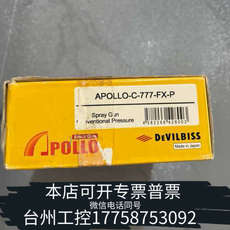 APOLLO-C-777-FX-P
Spray Gun
nventional Pressure
APOLLO
DEVILBISS
Made in Japan
本店可开专票普票
微信电话同号
台州工控17758753092